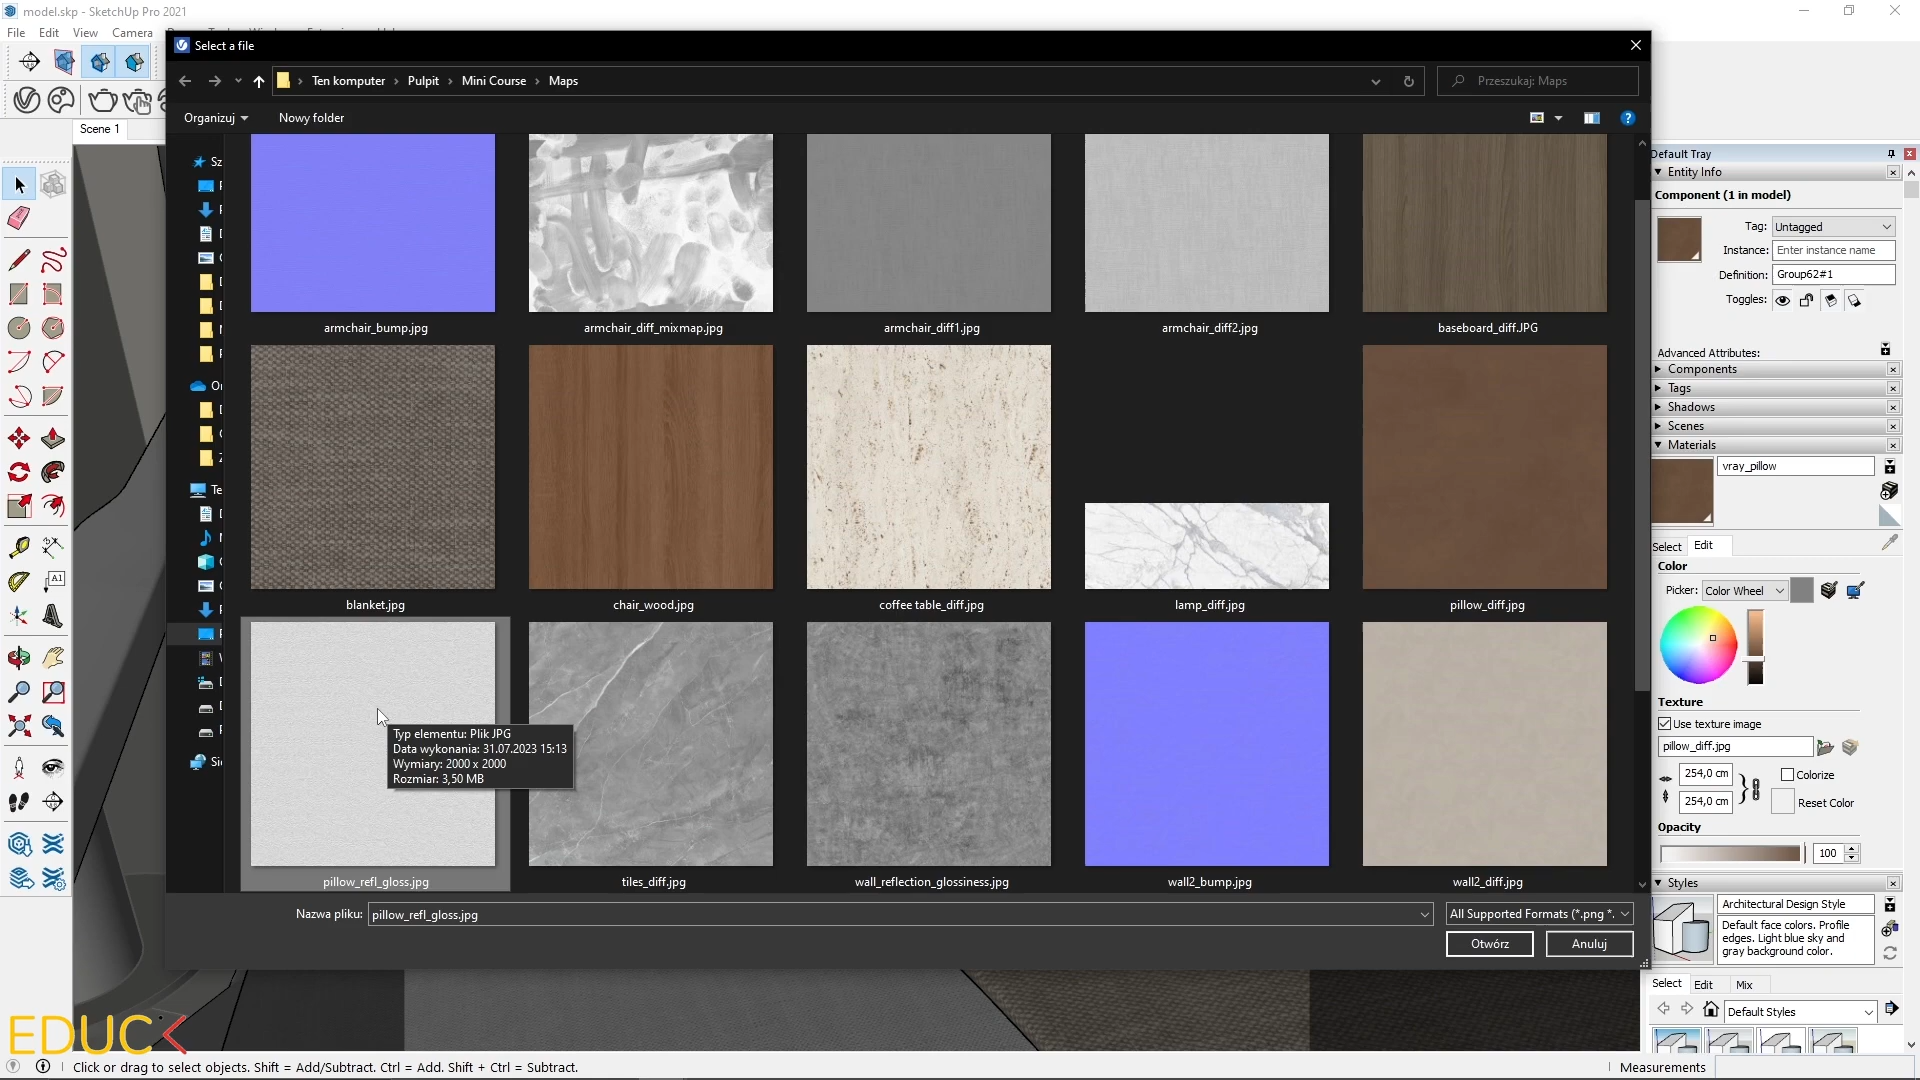 model.skp - SketchUp Pro 2021
File Edit View Camera
Select a file
Ten komputer > Pulpit > Mini Course > Maps
Przeszukaj: Maps
Organizuj
Nowy folder
Scene 1
armchair_bump.jpg
armchair_diff_mixmap.jpg
armchair_diff1.jpg
armchair_diff2.jpg
baseboard_diff.JPG
blanket.jpg
chair_wood.jpg
coffee table_diff.jpg
lamp_diff.jpg
pillow_diff.jpg
Typ elementu: Plik JPG
Data wykonania: 31.07.2023 15:13
Wymiary: 2000 x 2000
Rozmiar: 3,50 MB
pillow_refl_gloss.jpg
tiles_diff.jpg
wall_reflection_glossiness.jpg
wall2_bump.jpg
wall2_diff.jpg
Nazwa pliku: pillow_refl_gloss.jpg
All Supported Formats (*.png *.
Otwórz
Anuluj
Default Tray
Entity Info
Component (1 in model)
Tag: Untagged
Instance: Enter instance name
Definition: Group62#1
Toggles:
Advanced Attributes:
Components
Tags
Shadows
Scenes
Materials
vray_pillow
Select Edit
Color
Picker: Color Wheel
Texture
Use texture image
pillow_diff.jpg
254,0 cm
Colorize
254,0 cm
Reset Color
Opacity
100
Styles
Architectural Design Style
Default face colors. Profile
edges. Light blue sky and
gray background color.
Select Edit Mix
Default Styles
EDUC
Click or drag to select objects. Shift = Add/Subtract. Ctrl = Add. Shift + Ctrl = Subtract.
Measurements